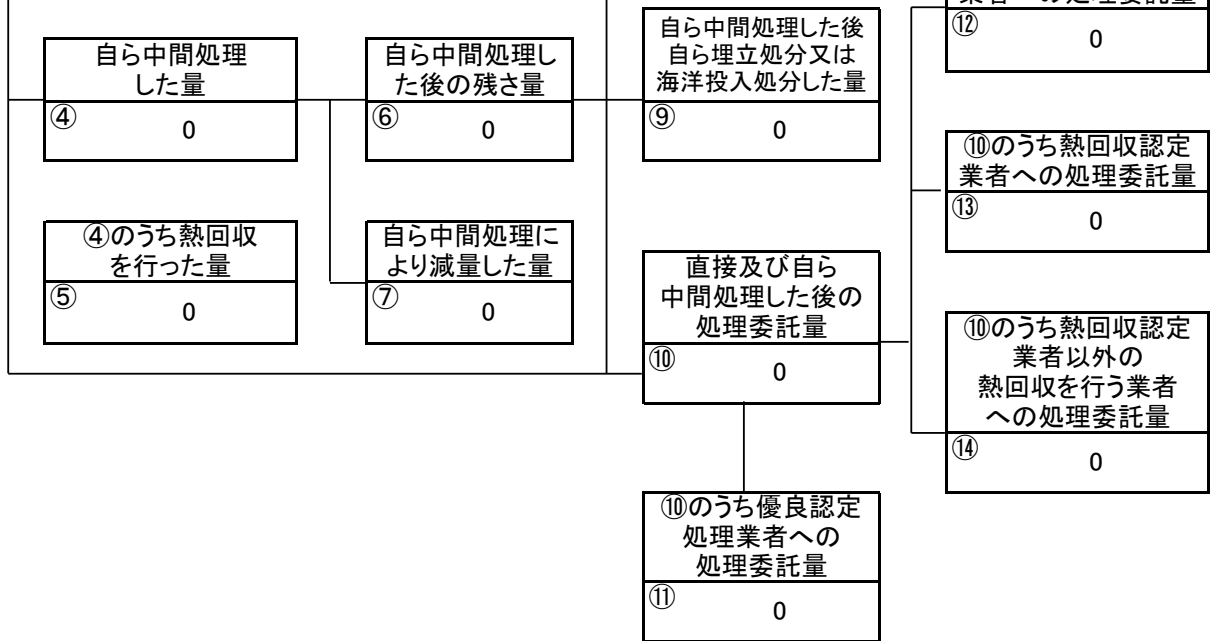 業者への処理委託量
⑫
0
自ら中間処理
した量
④
0
自ら中間処理し
た後の残さ量
⑥
0
自ら中間処理した後
自ら埋立処分又は
海洋投入処分した量
⑨
0
⑩のうち熱回収認定
業者への処理委託量
⑬
0
④のうち熱回収
を行った量
⑤
0
自ら中間処理に
より減量した量
⑦
0
直接及び自ら
中間処理した後の
処理委託量
⑩
0
⑩のうち熱回収認定
業者以外の
熱回収を行う業者
への処理委託量
⑭
0
⑩のうち優良認定
処理業者への
処理委託量
⑪
0